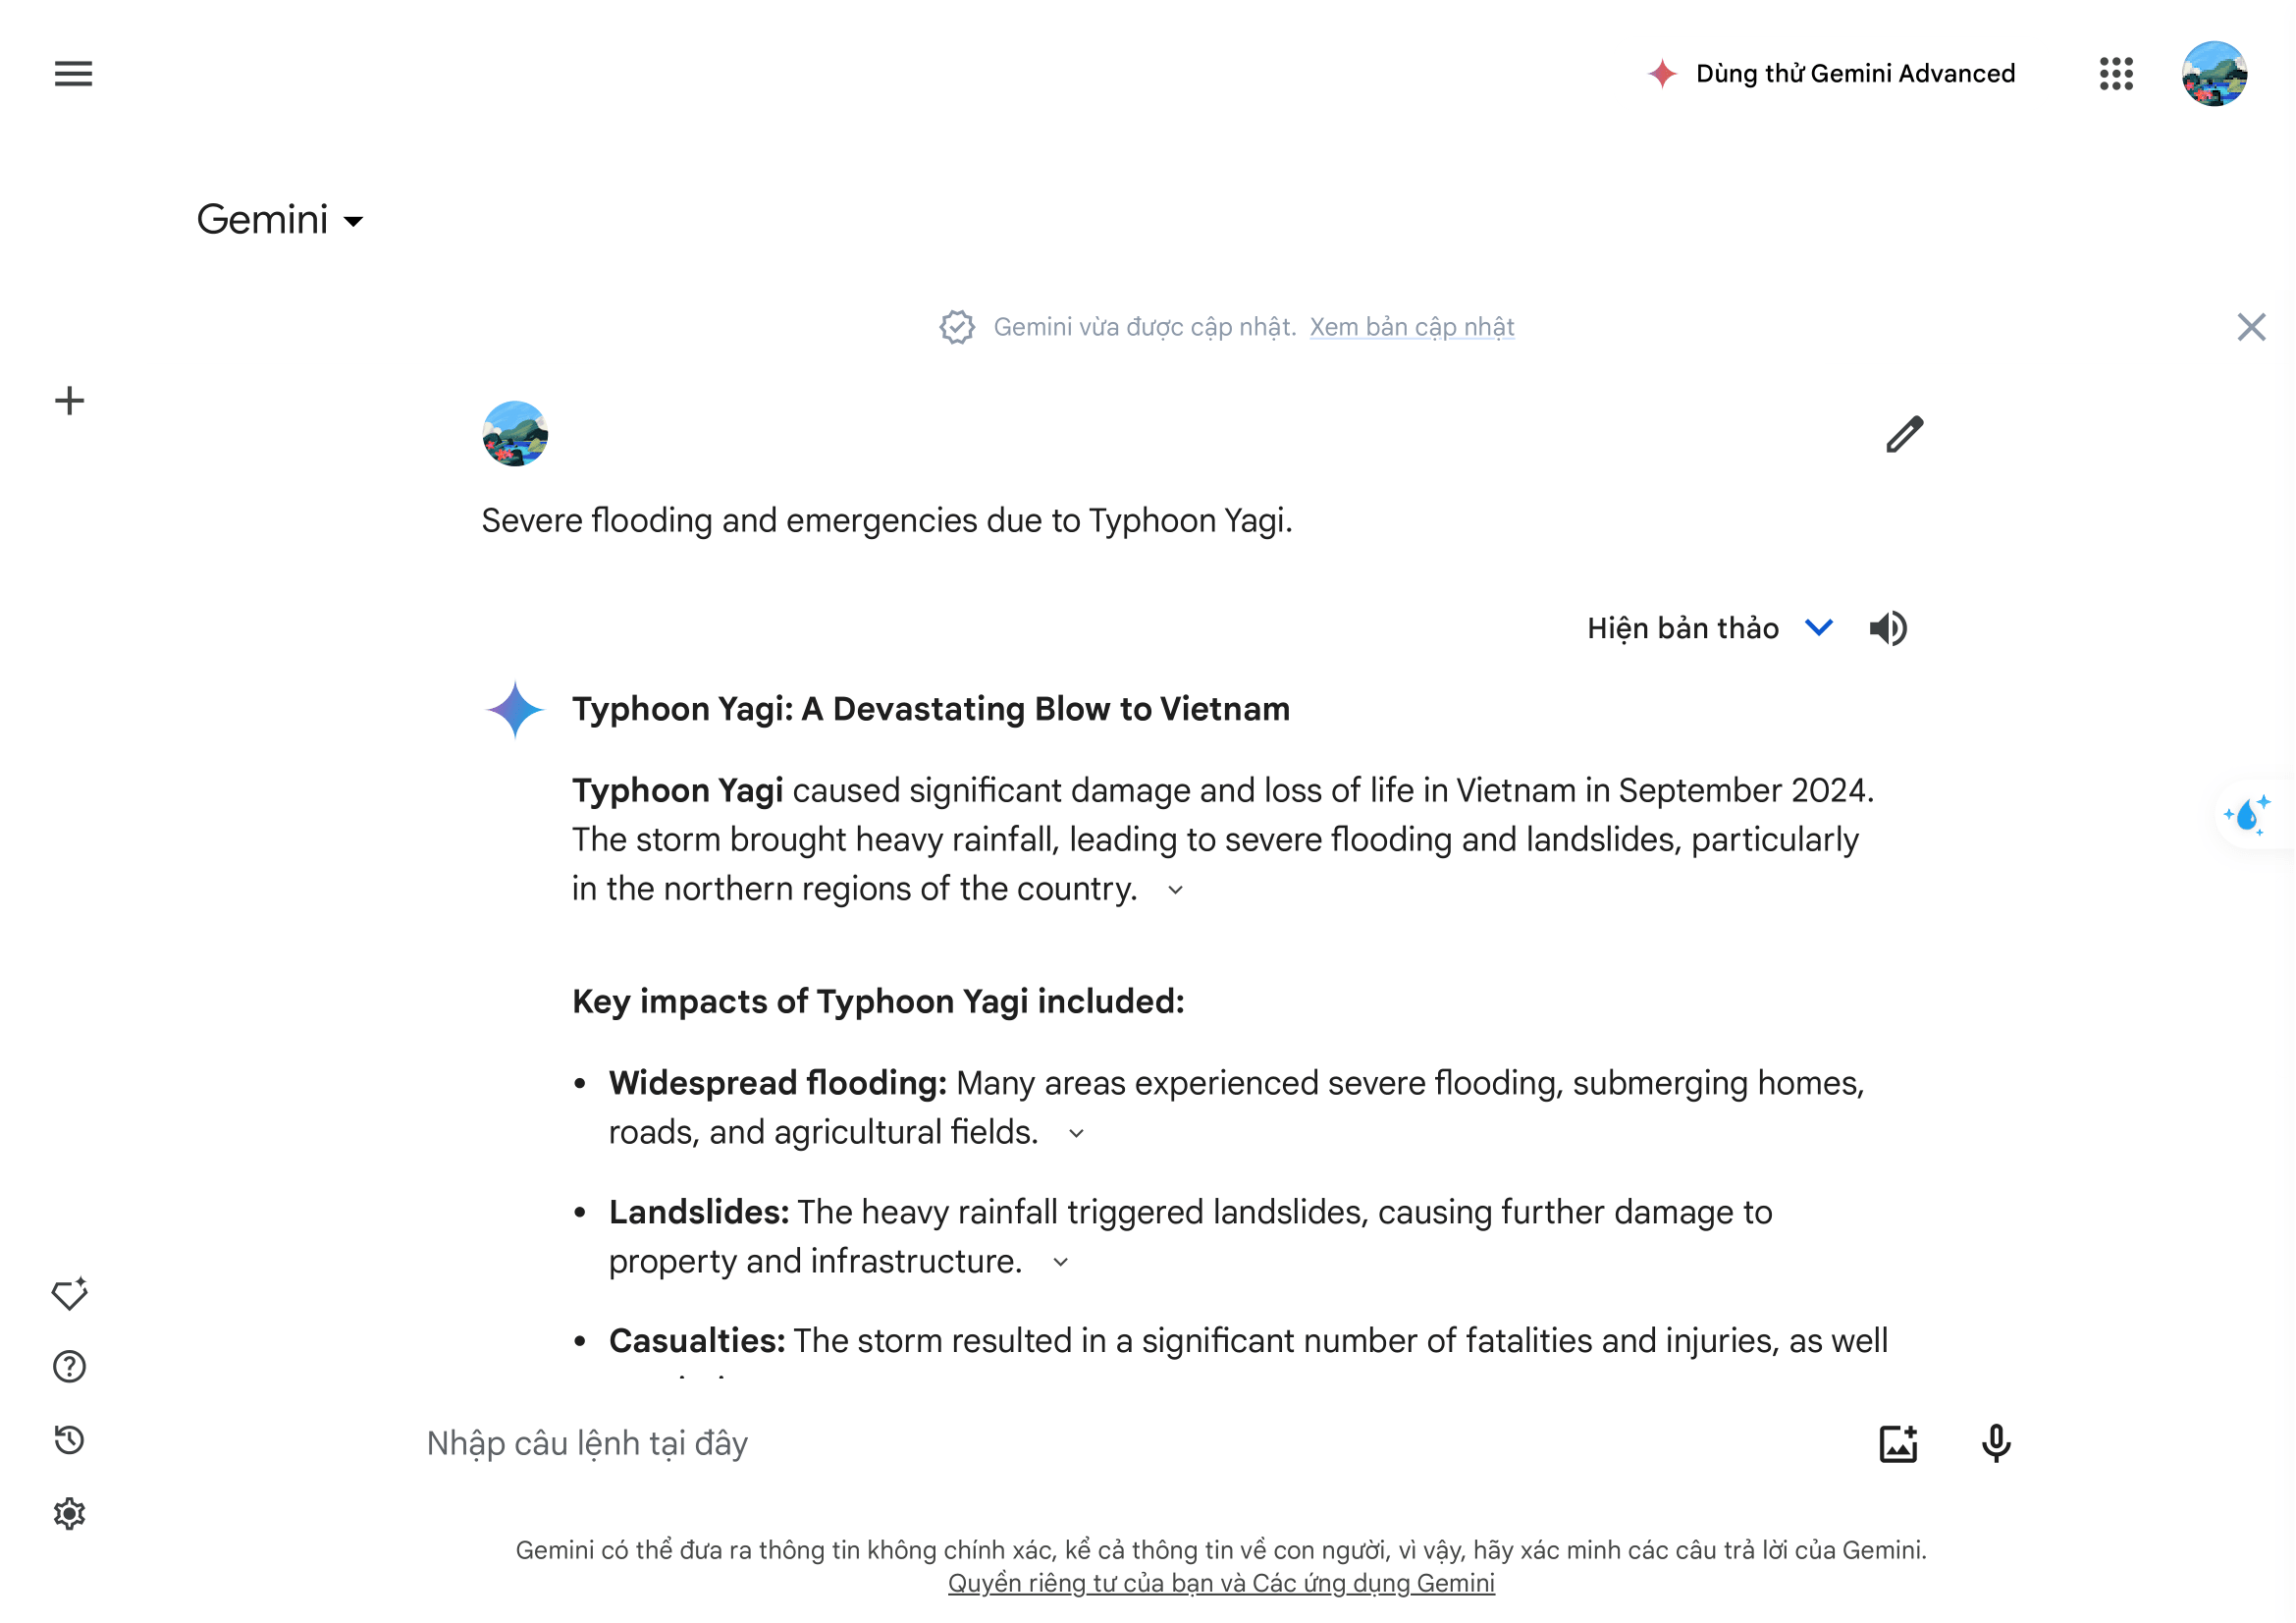 Dùng thử Gemini Advanced
Gemini
Gemini vừa được cập nhật. Xem bản cập nhật
Severe flooding and emergencies due to Typhoon Yagi.
Hiện bản thảo
Typhoon Yagi: A Devastating Blow to Vietnam
Typhoon Yagi caused significant damage and loss of life in Vietnam in September 2024.
The storm brought heavy rainfall, leading to severe flooding and landslides, particularly
in the northern regions of the country.
Key impacts of Typhoon Yagi included:
• Widespread flooding: Many areas experienced severe flooding, submerging homes,
roads, and agricultural fields.
• Landslides: The heavy rainfall triggered landslides, causing further damage to
property and infrastructure.
• Casualties: The storm resulted in a significant number of fatalities and injuries, as well
Nhập câu lệnh tại đây
Gemini có thể đưa ra thông tin không chính xác, kể cả thông tin về con người, vì vậy, hãy xác minh các câu trả lời của Gemini.
Quyền riêng tư của bạn và Các ứng dụng Gemini